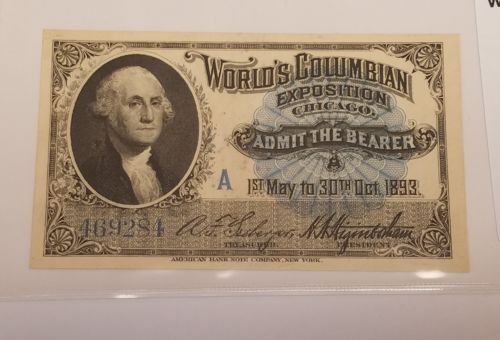 WORLD'S COLUMBIAN
EXPOSITION
CHICAGO.
ADMIT THE BEARER
A
1ST May to 30TH Oct. 1893.
469284
TREASURER.
PRESIDENT
AMERICAN BANK NOTE COMPANY, NEW YORK.